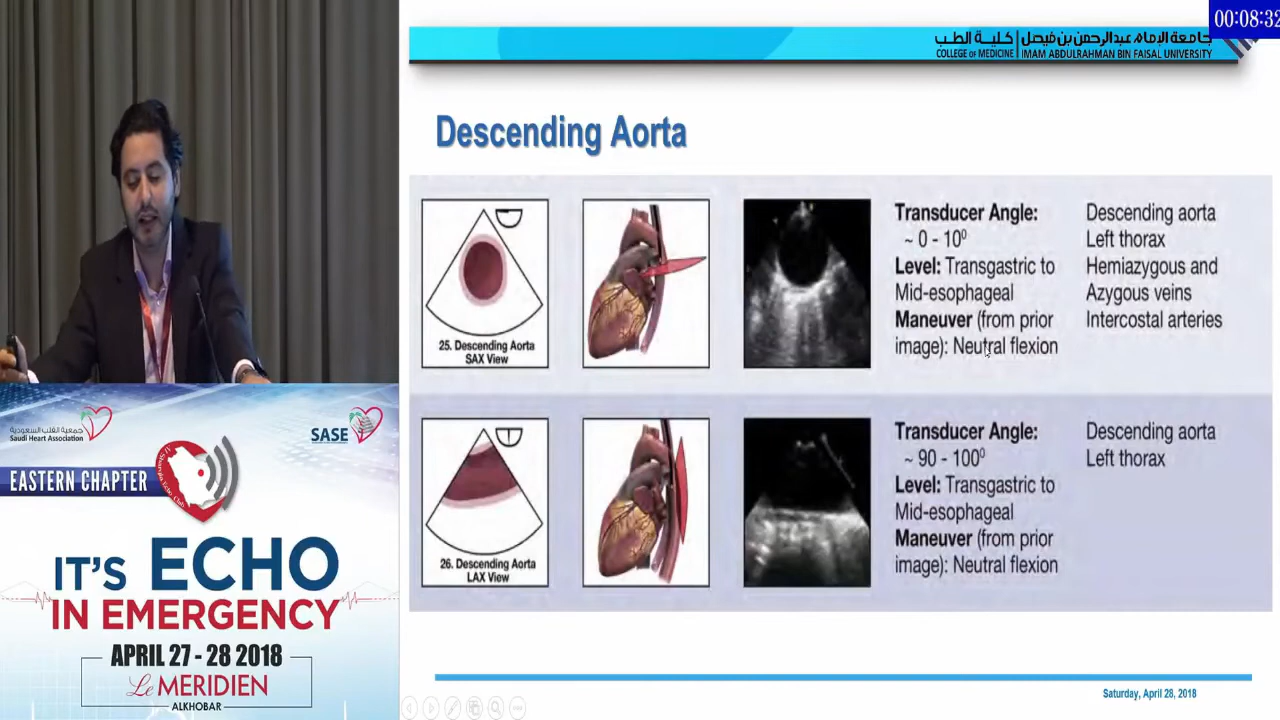 00:08:32
جامعة الإمام عبدالرحمن بن فيصل | كلية الطب
COLLEGE OF MEDICINE | IMAM ABDULRAHMAN BIN FAISAL UNIVERSITY
Descending Aorta
25. Descending Aorta
SAX View
Transducer Angle:
~ 0 - 10⁰
Level: Transgastric to
Mid-esophageal
Maneuver (from prior
image): Neutral flexion
Descending aorta
Left thorax
Hemiazygous and
Azygous veins
Intercostal arteries
26. Descending Aorta
LAX View
Transducer Angle:
~ 90 - 100⁰
Level: Transgastric to
Mid-esophageal
Maneuver (from prior
image): Neutral flexion
Descending aorta
Left thorax
Saturday, April 28, 2018
جمعية القلب السعودية
Saudi Heart Association
SASE
EASTERN CHAPTER
IT'S ECHO
IN EMERGENCY
APRIL 27 - 28 2018
Le MERIDIEN
ALKHOBAR